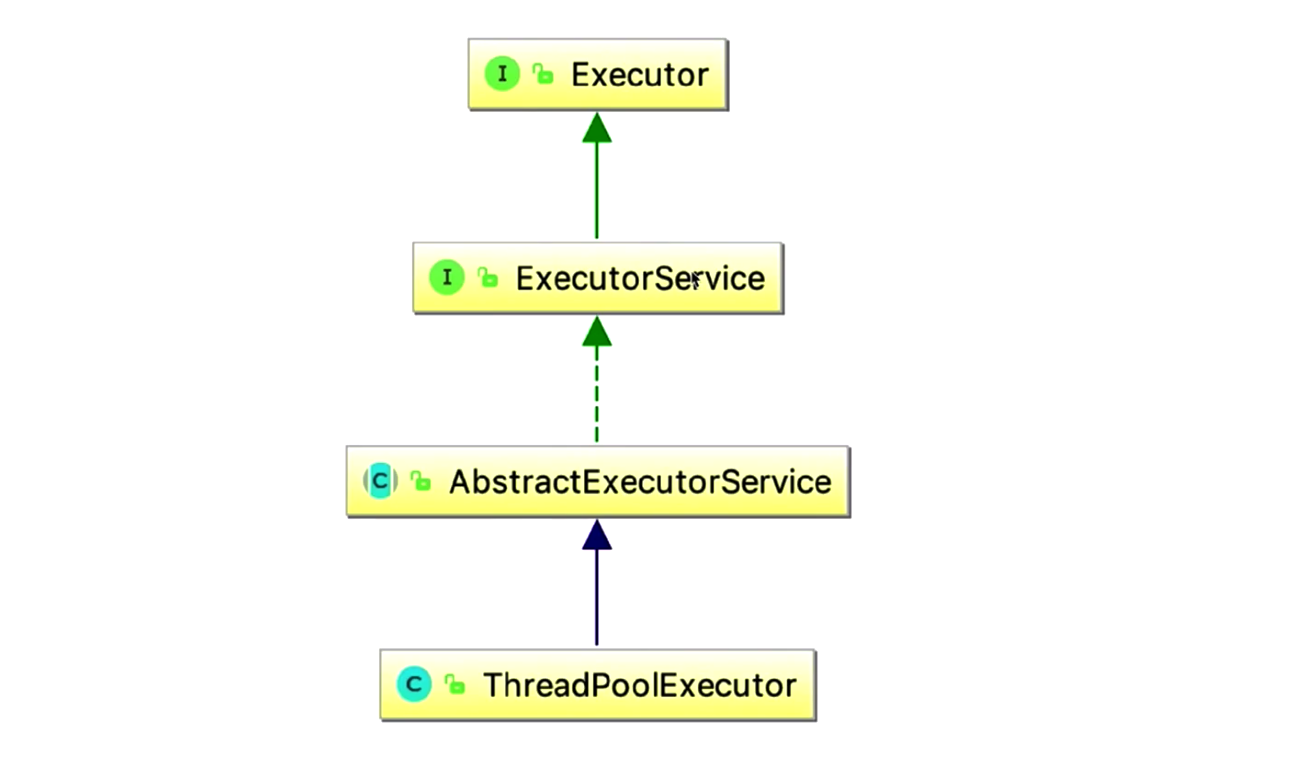 I Executor
I ExecutorService
C AbstractExecutorService
C ThreadPoolExecutor